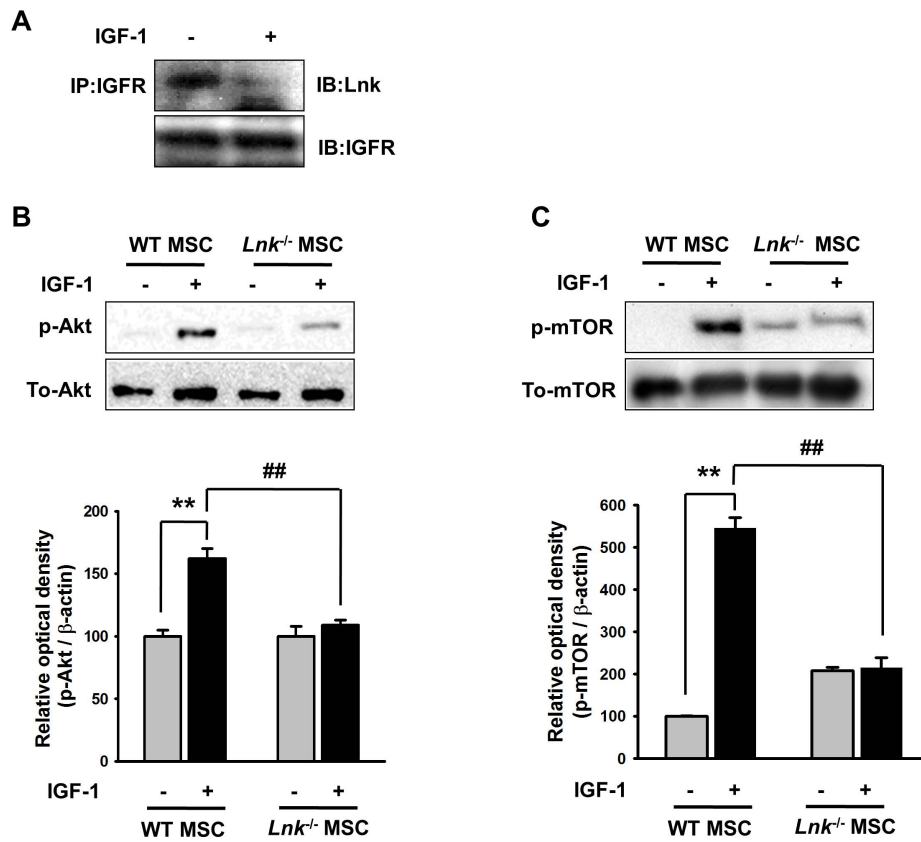 A
IGF-1 - +
IP:IGFR IB:Lnk
IB:IGFR
B
WT MSC Lnk-/- MSC
IGF-1 - + - +
p-Akt
To-Akt
##
**
200
150
100
50
0
Relative optical density
(p-Akt / β-actin)
IGF-1 - + - +
WT MSC Lnk-/- MSC
C
WT MSC Lnk-/- MSC
IGF-1 - + - +
p-mTOR
To-mTOR
##
**
600
500
400
300
200
100
0
Relative optical density
(p-mTOR / β-actin)
IGF-1 - + - +
WT MSC Lnk-/- MSC